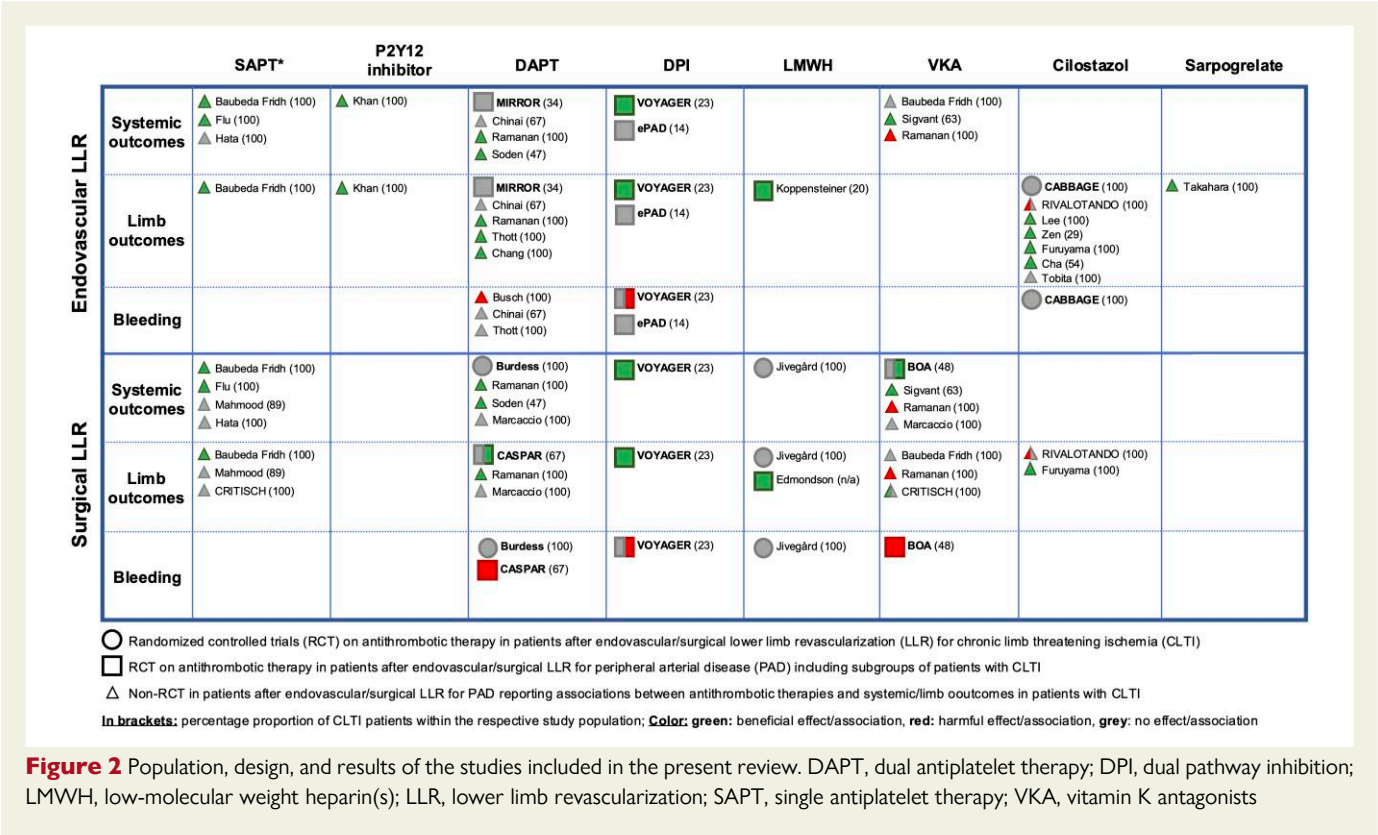 SAPT*
P2Y12
inhibitor
DAPT
DPI
LMWH
VKA
Cilostazol
Sarpogrelate
Endovascular LLR
Systemic
outcomes
Baubeda Fridh (100)
Flu (100)
Hata (100)
Khan (100)
MIRROR (34)
Chinai (67)
Ramanan (100)
Soden (47)
VOYAGER (23)
ePAD (14)
Baubeda Fridh (100)
Sigvant (63)
Ramanan (100)
Limb
outcomes
Baubeda Fridh (100)
Khan (100)
MIRROR (34)
Chinai (67)
Ramanan (100)
Thott (100)
Chang (100)
VOYAGER (23)
ePAD (14)
Koppensteiner (20)
CABBAGE (100)
RIVALOTANDO (100)
Lee (100)
Zen (29)
Furuyama (100)
Cha (54)
Tobita (100)
Takahara (100)
Bleeding
Busch (100)
Chinai (67)
Thott (100)
VOYAGER (23)
ePAD (14)
CABBAGE (100)
Surgical LLR
Systemic
outcomes
Baubeda Fridh (100)
Flu (100)
Mahmood (89)
Hata (100)
Burdess (100)
Ramanan (100)
Soden (47)
Marcaccio (100)
VOYAGER (23)
Jivegård (100)
BOA (48)
Sigvant (63)
Ramanan (100)
Marcaccio (100)
Limb
outcomes
Baubeda Fridh (100)
Mahmood (89)
CRITISCH (100)
CASPAR (67)
Ramanan (100)
Marcaccio (100)
VOYAGER (23)
Jivegård (100)
Edmondson (n/a)
Baubeda Fridh (100)
Ramanan (100)
CRITISCH (100)
RIVALOTANDO (100)
Furuyama (100)
Bleeding
Burdess (100)
CASPAR (67)
VOYAGER (23)
Jivegård (100)
BOA (48)
Randomized controlled trials (RCT) on antithrombotic therapy in patients after endovascular/surgical lower limb revascularization (LLR) for chronic limb threatening ischemia (CLTI)
RCT on antithrombotic therapy in patients after endovascular/surgical LLR for peripheral arterial disease (PAD) including subgroups of patients with CLTI
Non-RCT in patients after endovascular/surgical LLR for PAD reporting associations between antithrombotic therapies and systemic/limb ooutcomes in patients with CLTI
In brackets: percentage proportion of CLTI patients within the respective study population; Color: green: beneficial effect/association, red: harmful effect/association, grey: no effect/association
Figure 2 Population, design, and results of the studies included in the present review. DAPT, dual antiplatelet therapy; DPI, dual pathway inhibition;
LMWH, low-molecular weight heparin(s); LLR, lower limb revascularization; SAPT, single antiplatelet therapy; VKA, vitamin K antagonists